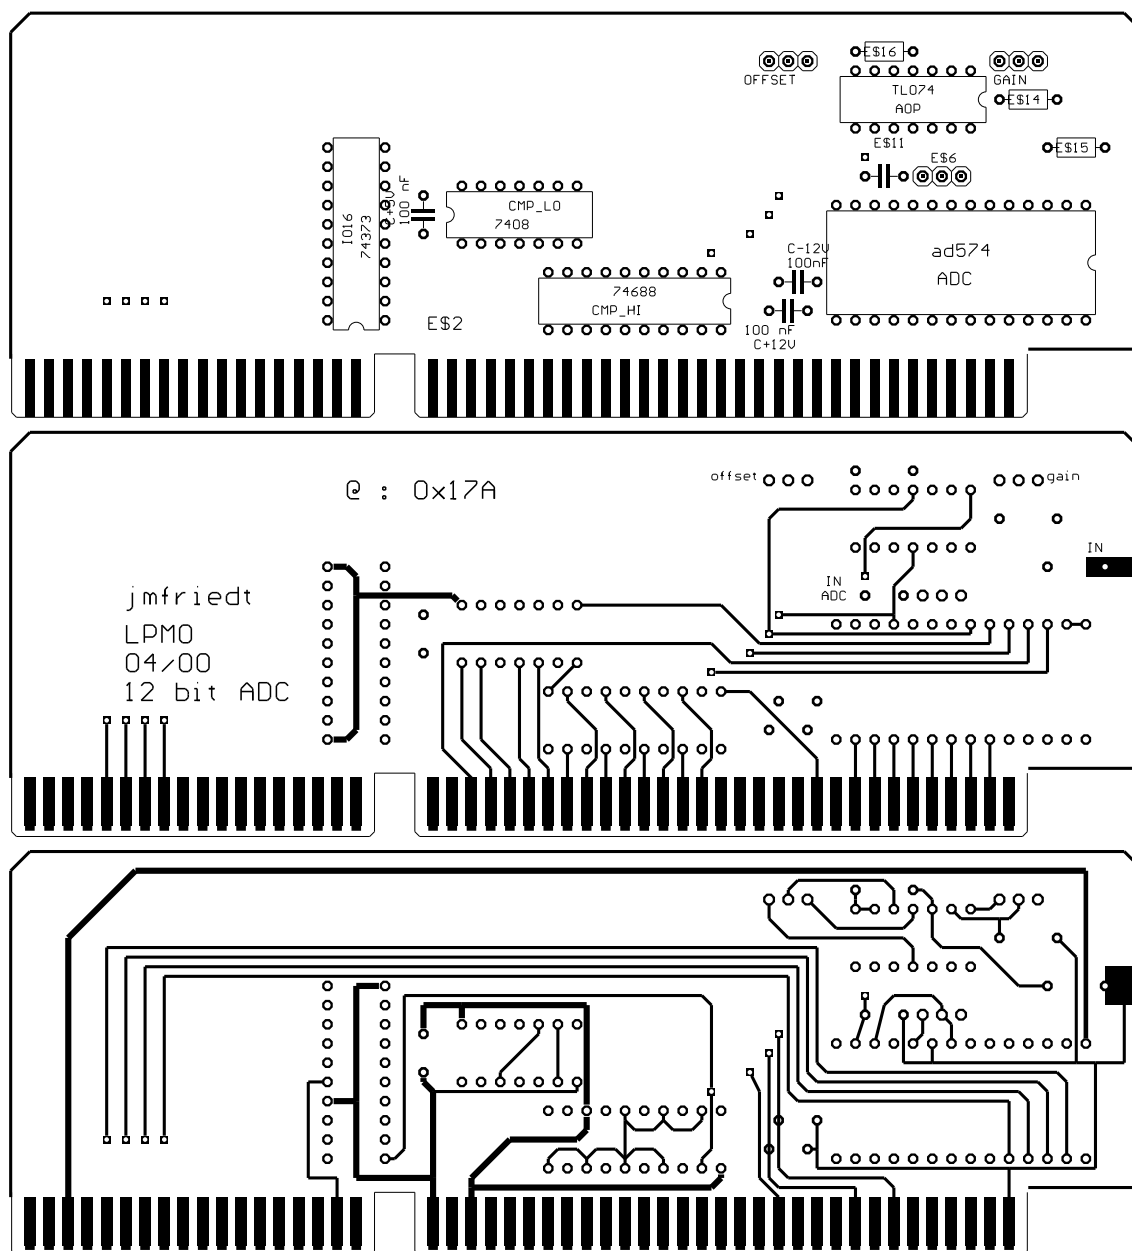 E$16
OFFSET
GAIN
TL074
AOP
E$14
E$11
E$15
E$6
IO16
74373
C+5V
100 nF
CMP_LO
7408
C-12V
100nF
ad574
ADC
74688
CMP_HI
E$2
100 nF
C+12V
@ : 0x17A
offset
gain
IN
IN
ADC
jmfriedt
LPMO
04/00
12 bit ADC